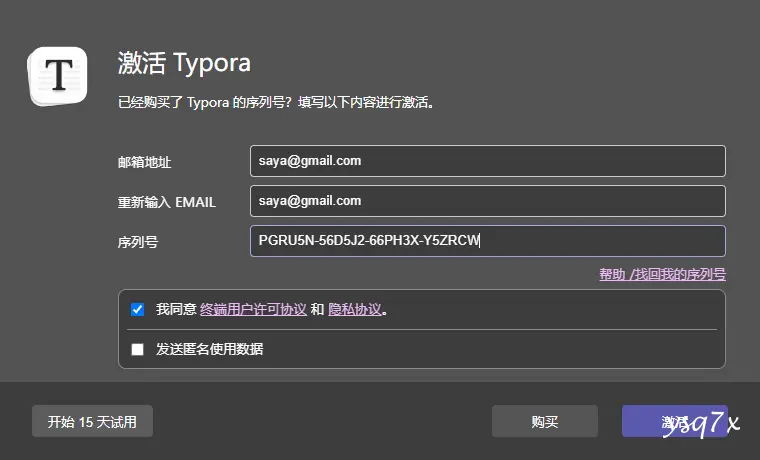 T
激活 Typora
已经购买了 Typora 的序列号？填写以下内容进行激活。
邮箱地址 saya@gmail.com
重新输入 EMAIL saya@gmail.com
序列号 PGRU5N-56D5J2-66PH3X-Y5ZRCW
帮助 /找回我的序列号
我同意 终端用户许可协议 和 隐私协议。
发送匿名使用数据
开始 15 天试用 购买 激活
ysq7x